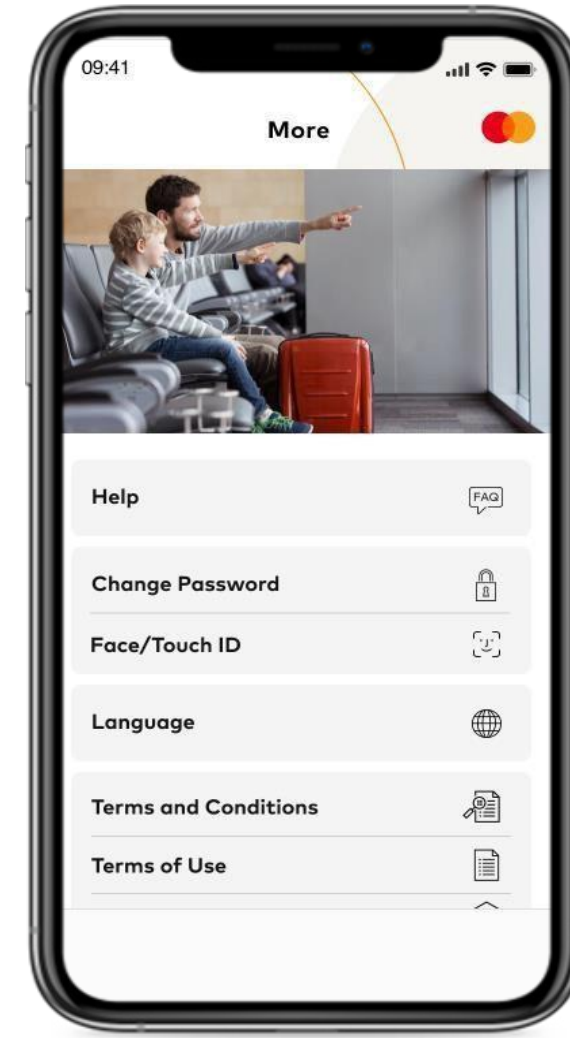 09:41
More
Help
FAQ
Change Password
Face/Touch ID
Language
Terms and Conditions
Terms of Use